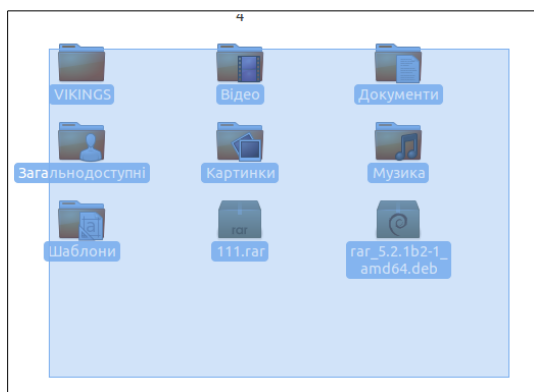 4
VIKINGS
Відео
Документи
Загальнодоступні
Картинки
Музика
Шаблони
rar
111.rar
rar_5.2.1b2-1_
amd64.deb